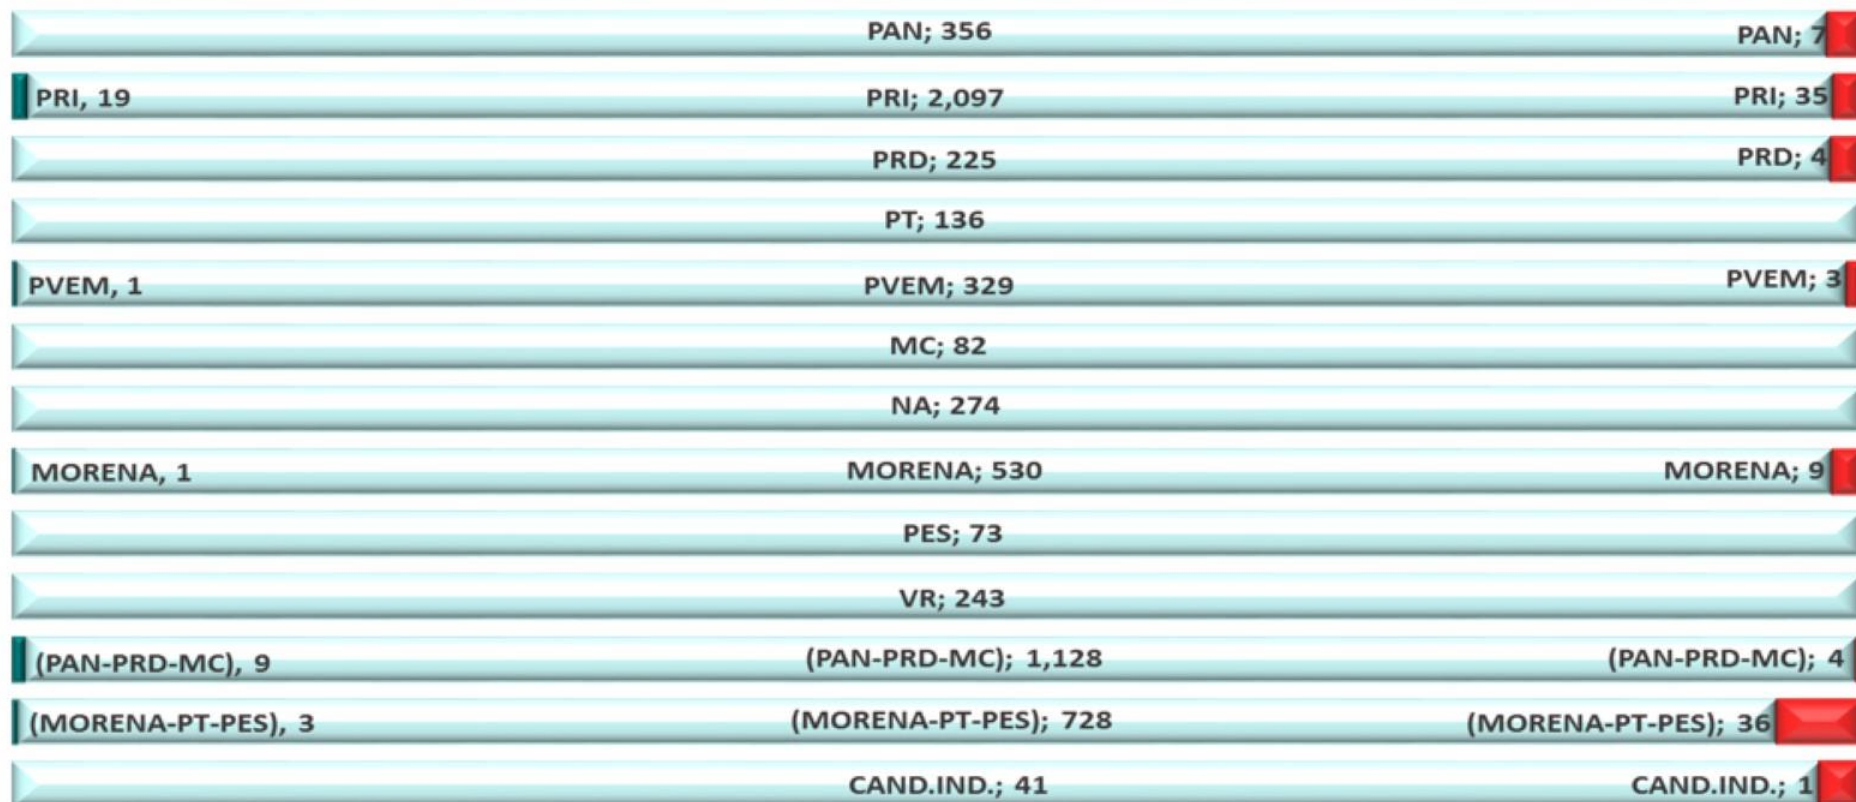 PAN; 356 PAN; 7
PRI, 19 PRI; 2,097 PRI; 35
PRD; 225 PRD; 4
PT; 136
PVEM, 1 PVEM; 329 PVEM; 3
MC; 82
NA; 274
MORENA, 1 MORENA; 530 MORENA; 9
PES; 73
VR; 243
(PAN-PRD-MC), 9 (PAN-PRD-MC); 1,128 (PAN-PRD-MC); 4
(MORENA-PT-PES), 3 (MORENA-PT-PES); 728 (MORENA-PT-PES); 36
CAND.IND.; 41 CAND.IND.; 1